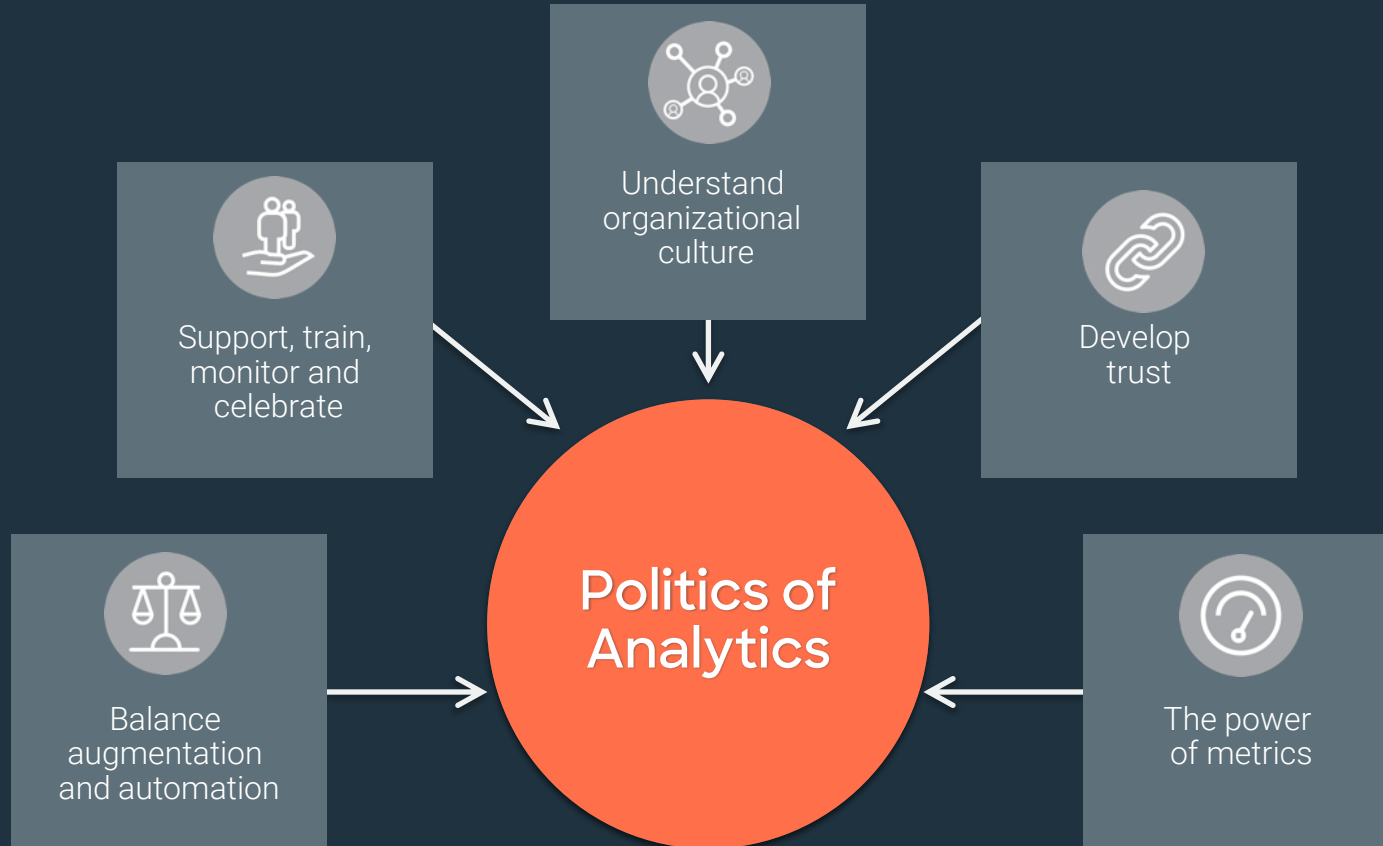 Understand
organizational
culture
Support, train,
monitor and
celebrate
Develop
trust
Politics of
Analytics
Balance
augmentation
and automation
The power
of metrics